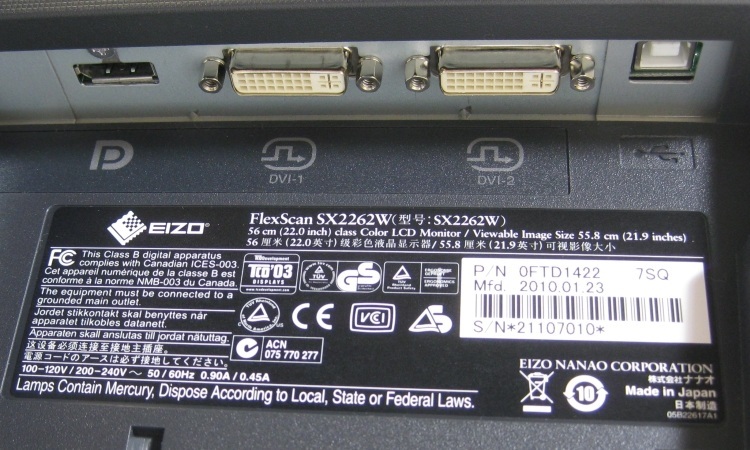 DVI-1
DVI-2
EIZO
FlexScan SX2262W(型号:SX2262W)
56 cm (22.0 inch) class Color LCD Monitor / Viewable Image Size 55.8 cm (21.9 inches)
56 厘米 (22.0英寸) 级彩色液晶显示器 / 55.8 厘米 (21.9英寸) 可视影像大小
FC This Class B digital apparatus
complies with Canadian ICES-003.
Cet appareil numérique de la classe B est
conforme à la norme NMB-003 du Canada.
The equipment must be connected to a
grounded main outlet.
Jordet stikkontakt skal benyttes når
apparatet tilkobles datanett.
Apparaten skall anslutas till jordat nätuttag.
这设备必须连接至接地主插座。
電源コードのアースは必ず接地してください。
100-120V / 200-240V ~ 50 / 60Hz 0.90A / 0.45A
Lamps Contain Mercury, Dispose According to Local, State or Federal Laws.
TCO'03
DISPLAYS
TÜV
GS
CE
VCI
ACN
075 770 277
P/N 0FTD1422 7SQ
Mfd. 2010.01.23
S/N*21107010*
EIZO NANAO CORPORATION
株式会社ナナオ
10
Made in Japan
日本制造
05B22617A1